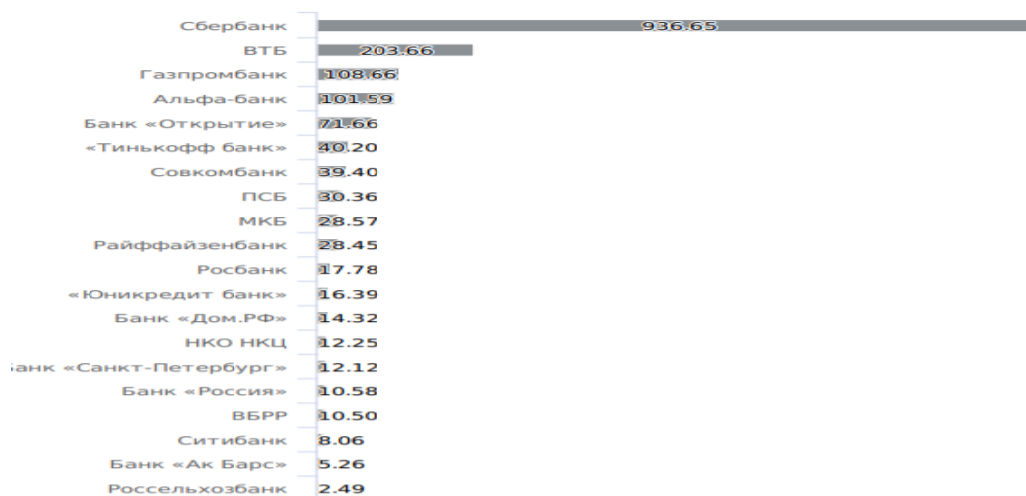 Сбербанк 936.65
ВТБ 203.66
Газпромбанк 108.66
Альфа-банк 101.59
Банк «Открытие» 71.66
«Тинькофф банк» 40.20
Совкомбанк 39.40
ПСБ 30.36
МКБ 28.57
Райффайзенбанк 28.45
Росбанк 17.78
«Юникредит банк» 16.39
Банк «Дом.РФ» 14.32
НКО НКЦ 12.25
анк «Санкт-Петербург» 12.12
Банк «Россия» 10.58
ВБРР 10.50
Ситибанк 8.06
Банк «Ак Барс» 5.26
Россельхозбанк 2.49